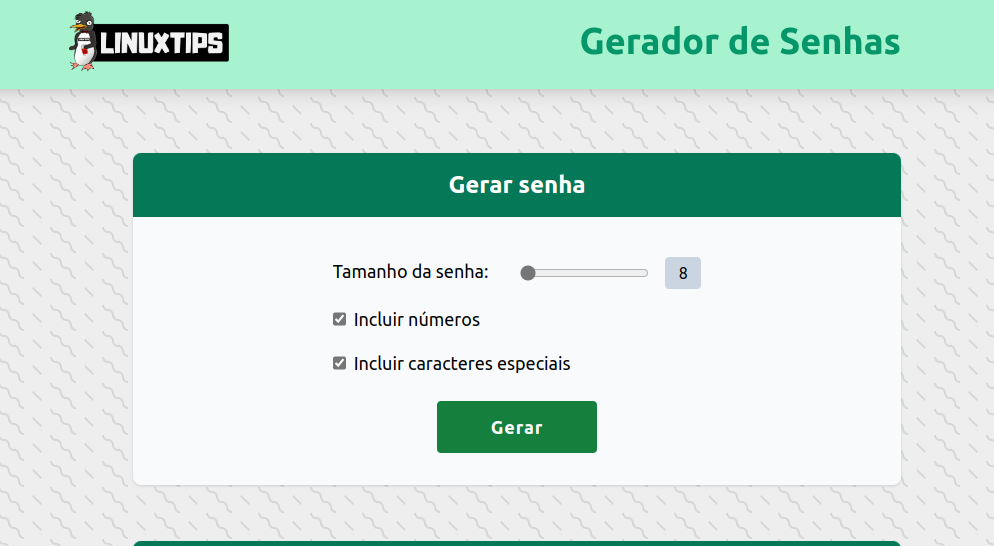 LINUXTIPS
Gerador de Senhas
Gerar senha
Tamanho da senha: 8
Incluir números
Incluir caracteres especiais
Gerar